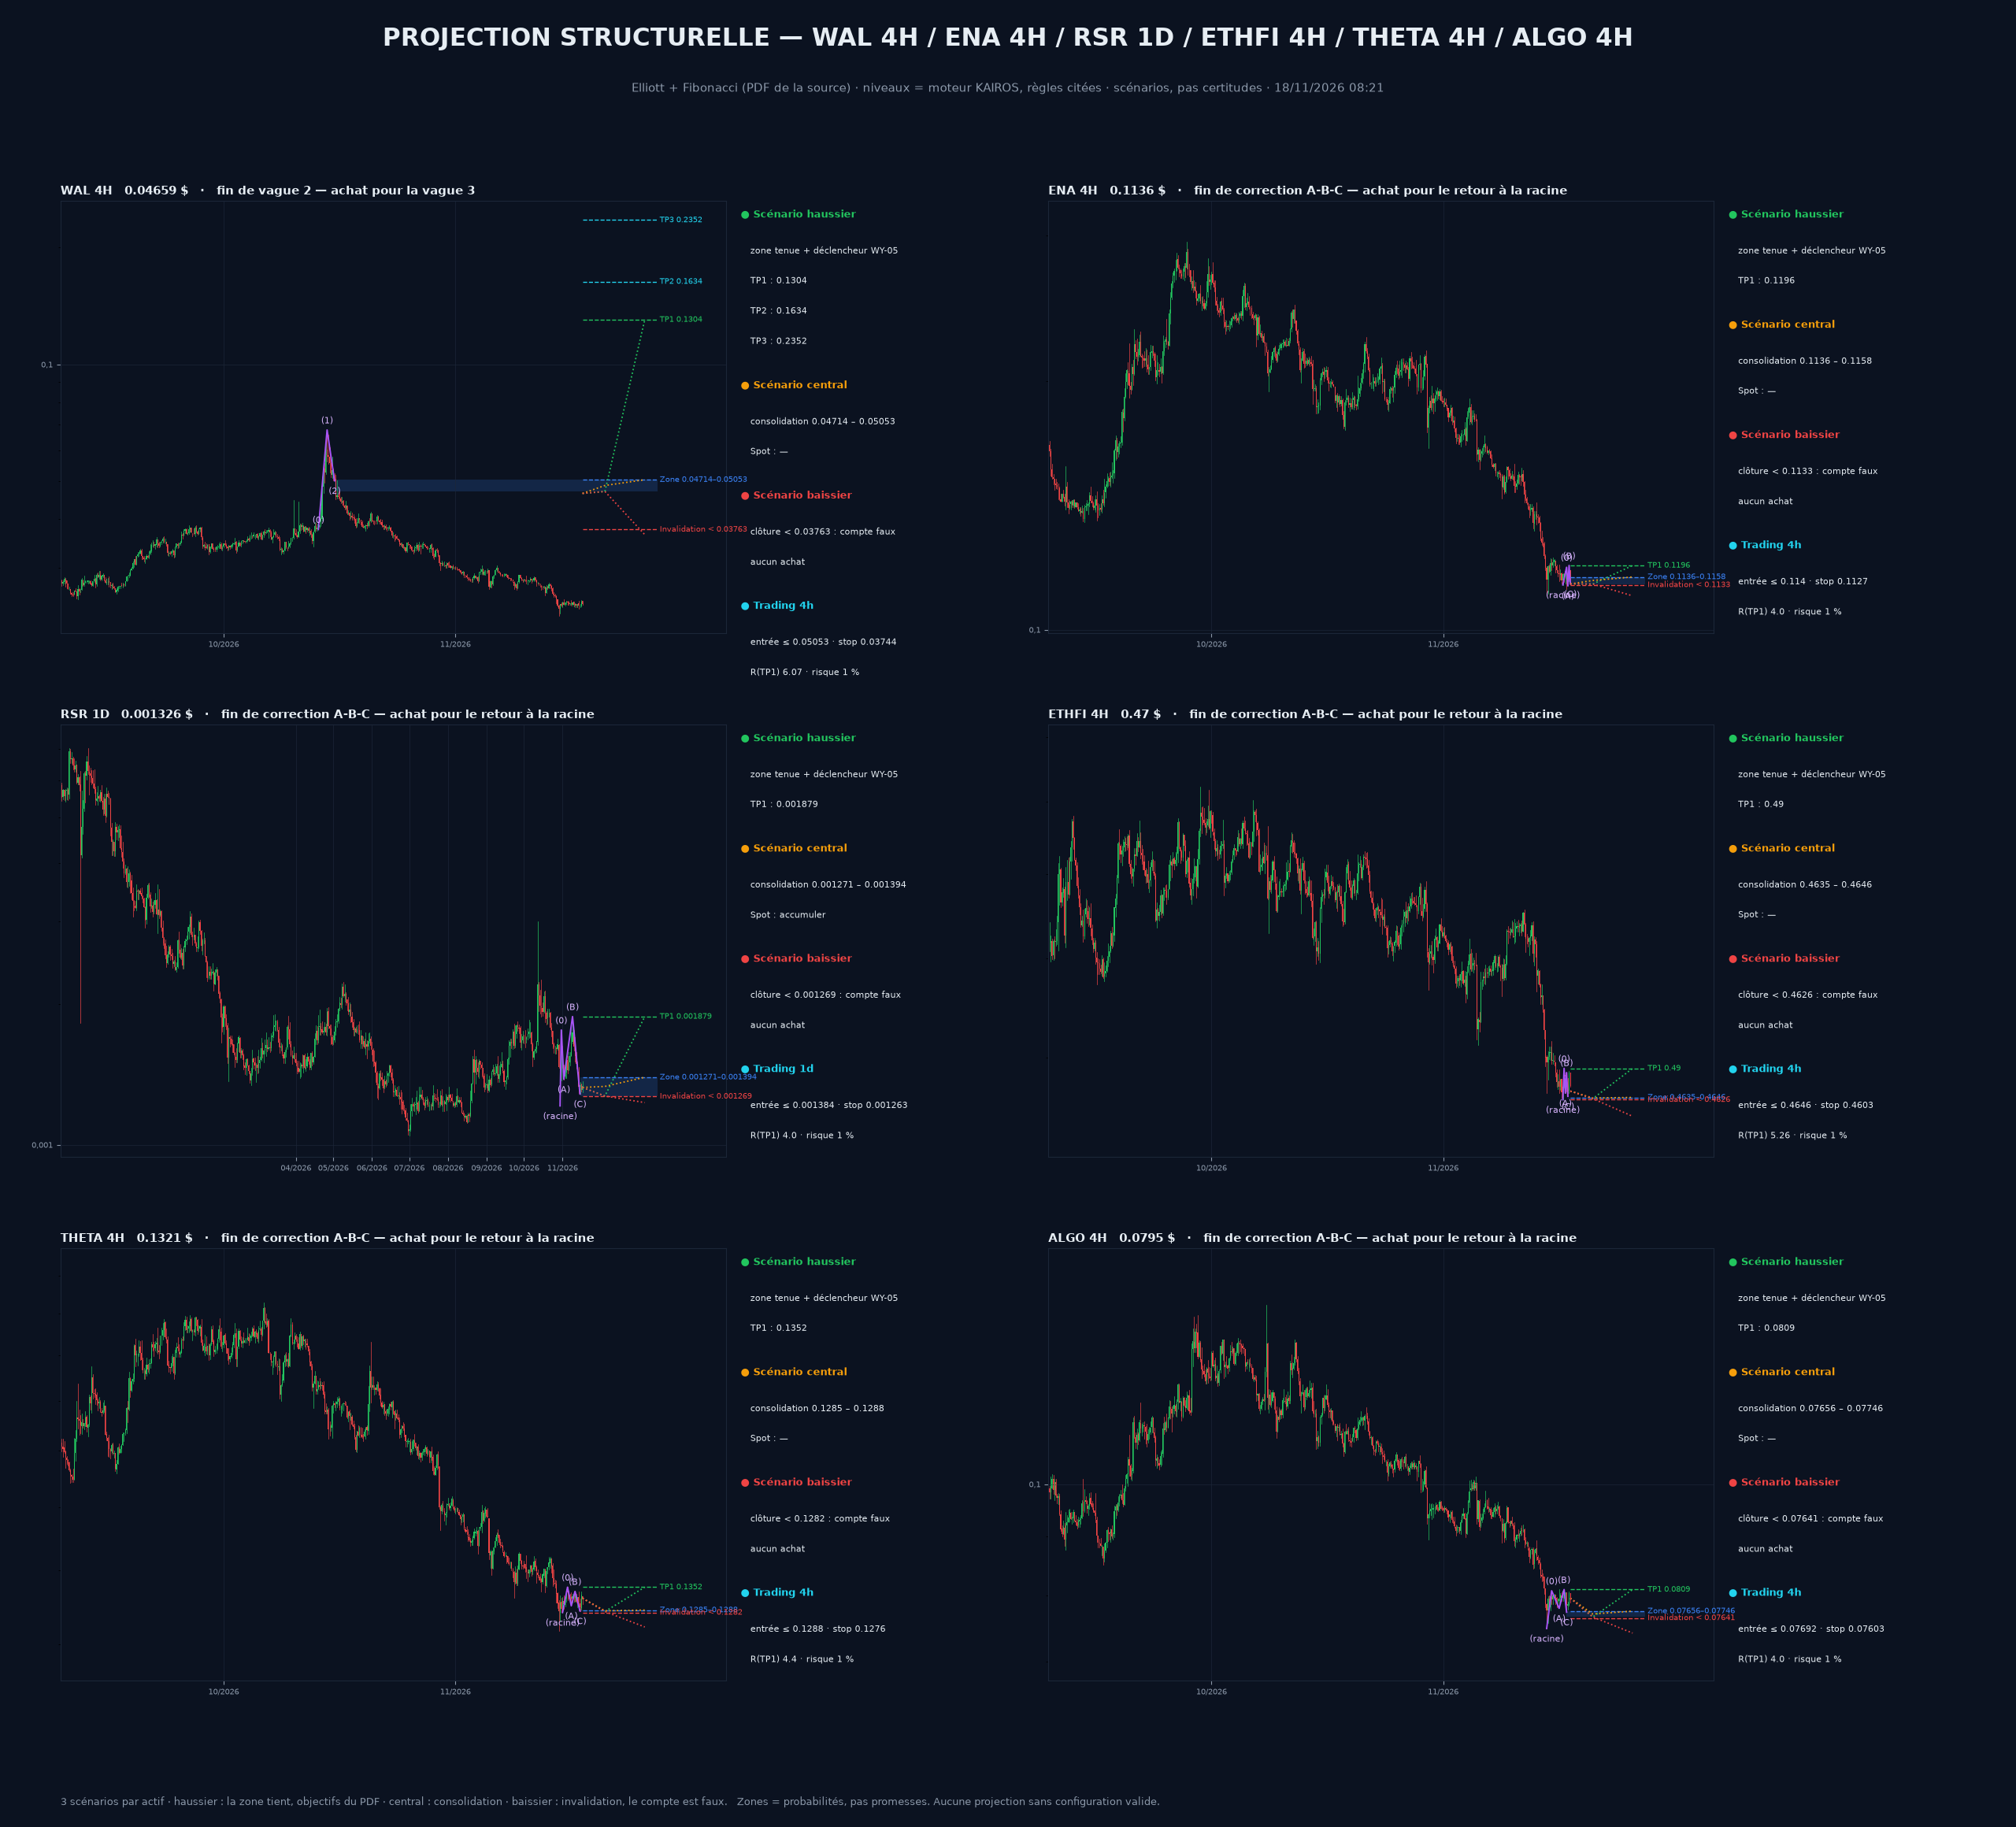 PROJECTION STRUCTURELLE — WAL 4H / ENA 4H / RSR 1D / ETHFI 4H / THETA 4H / ALGO 4H
Elliott + Fibonacci (PDF de la source) · niveaux = moteur KAIROS, règles citées · scénarios, pas certitudes · 18/11/2026 08:21
WAL 4H 0.04659 $ · fin de vague 2 — achat pour la vague 3
TP3 0.2352
TP2 0.1634
TP1 0.1304
0,1
(1)
(2)
(0)
Zone 0.04714–0.05053
Invalidation < 0.03763
10/2026
11/2026
Scénario haussier
zone tenue + déclencheur WY-05
TP1 : 0.1304
TP2 : 0.1634
TP3 : 0.2352
Scénario central
consolidation 0.04714 – 0.05053
Spot : —
Scénario baissier
clôture < 0.03763 : compte faux
aucun achat
Trading 4h
entrée ≤ 0.05053 · stop 0.03744
R(TP1) 6.07 · risque 1 %
ENA 4H 0.1136 $ · fin de correction A-B-C — achat pour le retour à la racine
0,1
(B)
(0)
(racine)
TP1 0.1196
Zone 0.1136–0.1158
Invalidation < 0.1133
10/2026
11/2026
Scénario haussier
zone tenue + déclencheur WY-05
TP1 : 0.1196
Scénario central
consolidation 0.1136 – 0.1158
Spot : —
Scénario baissier
clôture < 0.1133 : compte faux
aucun achat
Trading 4h
entrée ≤ 0.114 · stop 0.1127
R(TP1) 4.0 · risque 1 %
RSR 1D 0.001326 $ · fin de correction A-B-C — achat pour le retour à la racine
(B)
(0)
(A)
(C)
(racine)
TP1 0.001879
Zone 0.001271–0.001394
Invalidation < 0.001269
0,001
04/2026
05/2026
06/2026
07/2026
08/2026
09/2026
10/2026
11/2026
Scénario haussier
zone tenue + déclencheur WY-05
TP1 : 0.001879
Scénario central
consolidation 0.001271 – 0.001394
Spot : accumuler
Scénario baissier
clôture < 0.001269 : compte faux
aucun achat
Trading 1d
entrée ≤ 0.001384 · stop 0.001263
R(TP1) 4.0 · risque 1 %
ETHFI 4H 0.47 $ · fin de correction A-B-C — achat pour le retour à la racine
(0)
(B)
(A)
(racine)
TP1 0.49
Zone 0.4635–0.4646
Invalidation < 0.4626
10/2026
11/2026
Scénario haussier
zone tenue + déclencheur WY-05
TP1 : 0.49
Scénario central
consolidation 0.4635 – 0.4646
Spot : —
Scénario baissier
clôture < 0.4626 : compte faux
aucun achat
Trading 4h
entrée ≤ 0.4646 · stop 0.4603
R(TP1) 5.26 · risque 1 %
THETA 4H 0.1321 $ · fin de correction A-B-C — achat pour le retour à la racine
(0)
(B)
(A)
(C)
(racine)
TP1 0.1352
Zone 0.1285–0.1288
Invalidation < 0.1282
10/2026
11/2026
Scénario haussier
zone tenue + déclencheur WY-05
TP1 : 0.1352
Scénario central
consolidation 0.1285 – 0.1288
Spot : —
Scénario baissier
clôture < 0.1282 : compte faux
aucun achat
Trading 4h
entrée ≤ 0.1288 · stop 0.1276
R(TP1) 4.4 · risque 1 %
ALGO 4H 0.0795 $ · fin de correction A-B-C — achat pour le retour à la racine
0,1
(0)
(B)
(A)
(C)
(racine)
TP1 0.0809
Zone 0.07656–0.07746
Invalidation < 0.07641
10/2026
11/2026
Scénario haussier
zone tenue + déclencheur WY-05
TP1 : 0.0809
Scénario central
consolidation 0.07656 – 0.07746
Spot : —
Scénario baissier
clôture < 0.07641 : compte faux
aucun achat
Trading 4h
entrée ≤ 0.07692 · stop 0.07603
R(TP1) 4.0 · risque 1 %
3 scénarios par actif · haussier : la zone tient, objectifs du PDF · central : consolidation · baissier : invalidation, le compte est faux. Zones = probabilités, pas promesses. Aucune projection sans configuration valide.